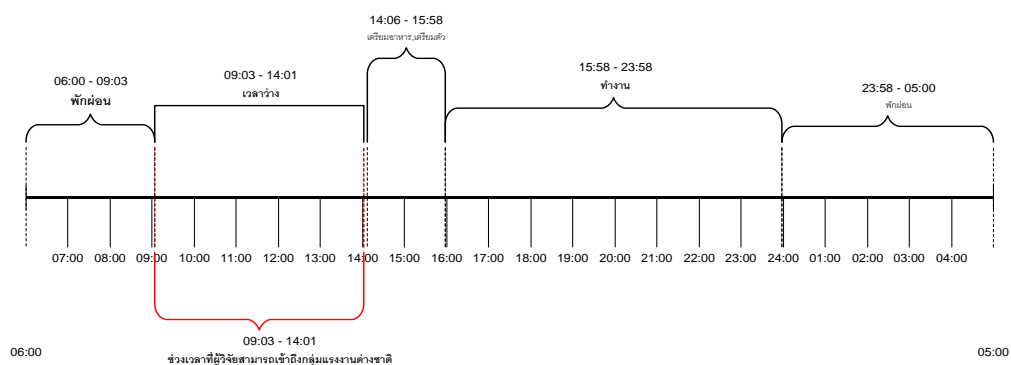 14:06 - 15:58
เตรียมอาหาร,เตรียมตัว
06:00 - 09:03
พักผ่อน
09:03 - 14:01
เวลาว่าง
15:58 - 23:58
ทำงาน
23:58 - 05:00
พักผ่อน
07:00 08:00 09:00 10:00 11:00 12:00 13:00 14:00 15:00 16:00 17:00 18:00 19:00 20:00 21:00 22:00 23:00 24:00 01:00 02:00 03:00 04:00
09:03 - 14:01
ช่วงเวลาที่ผู้วิจัยสามารถเข้าถึงกลุ่มแรงงานต่างชาติ
06:00
05:00